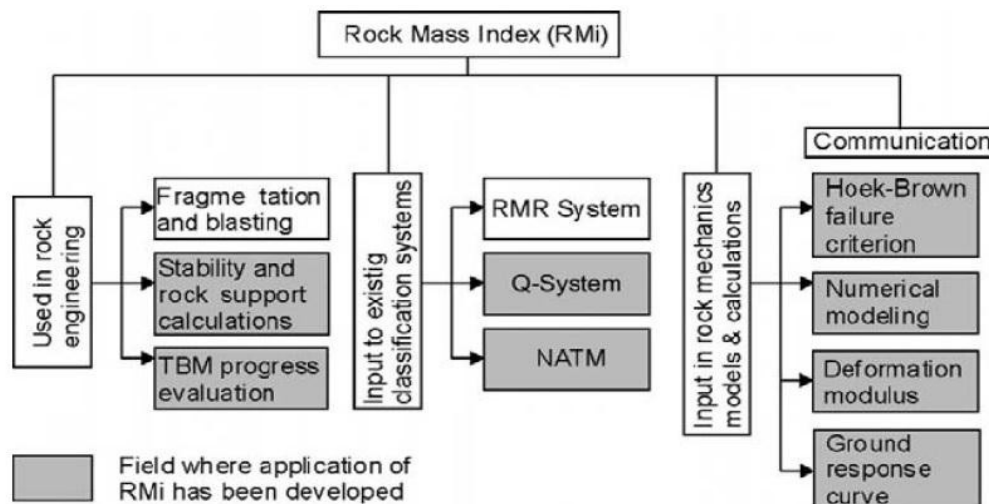 Rock Mass Index (RMi)
Communication
Used in rock
engineering
Fragme tation
and blasting
Stability and
rock support
calculations
TBM progress
evaluation
Input to existig
classification systems
RMR System
Q-System
NATM
Input in rock mechanics
models & calculations
Hoek-Brown
failure
criterion
Numerical
modeling
Deformation
modulus
Ground
response
curve
Field where application of
RMi has been developed